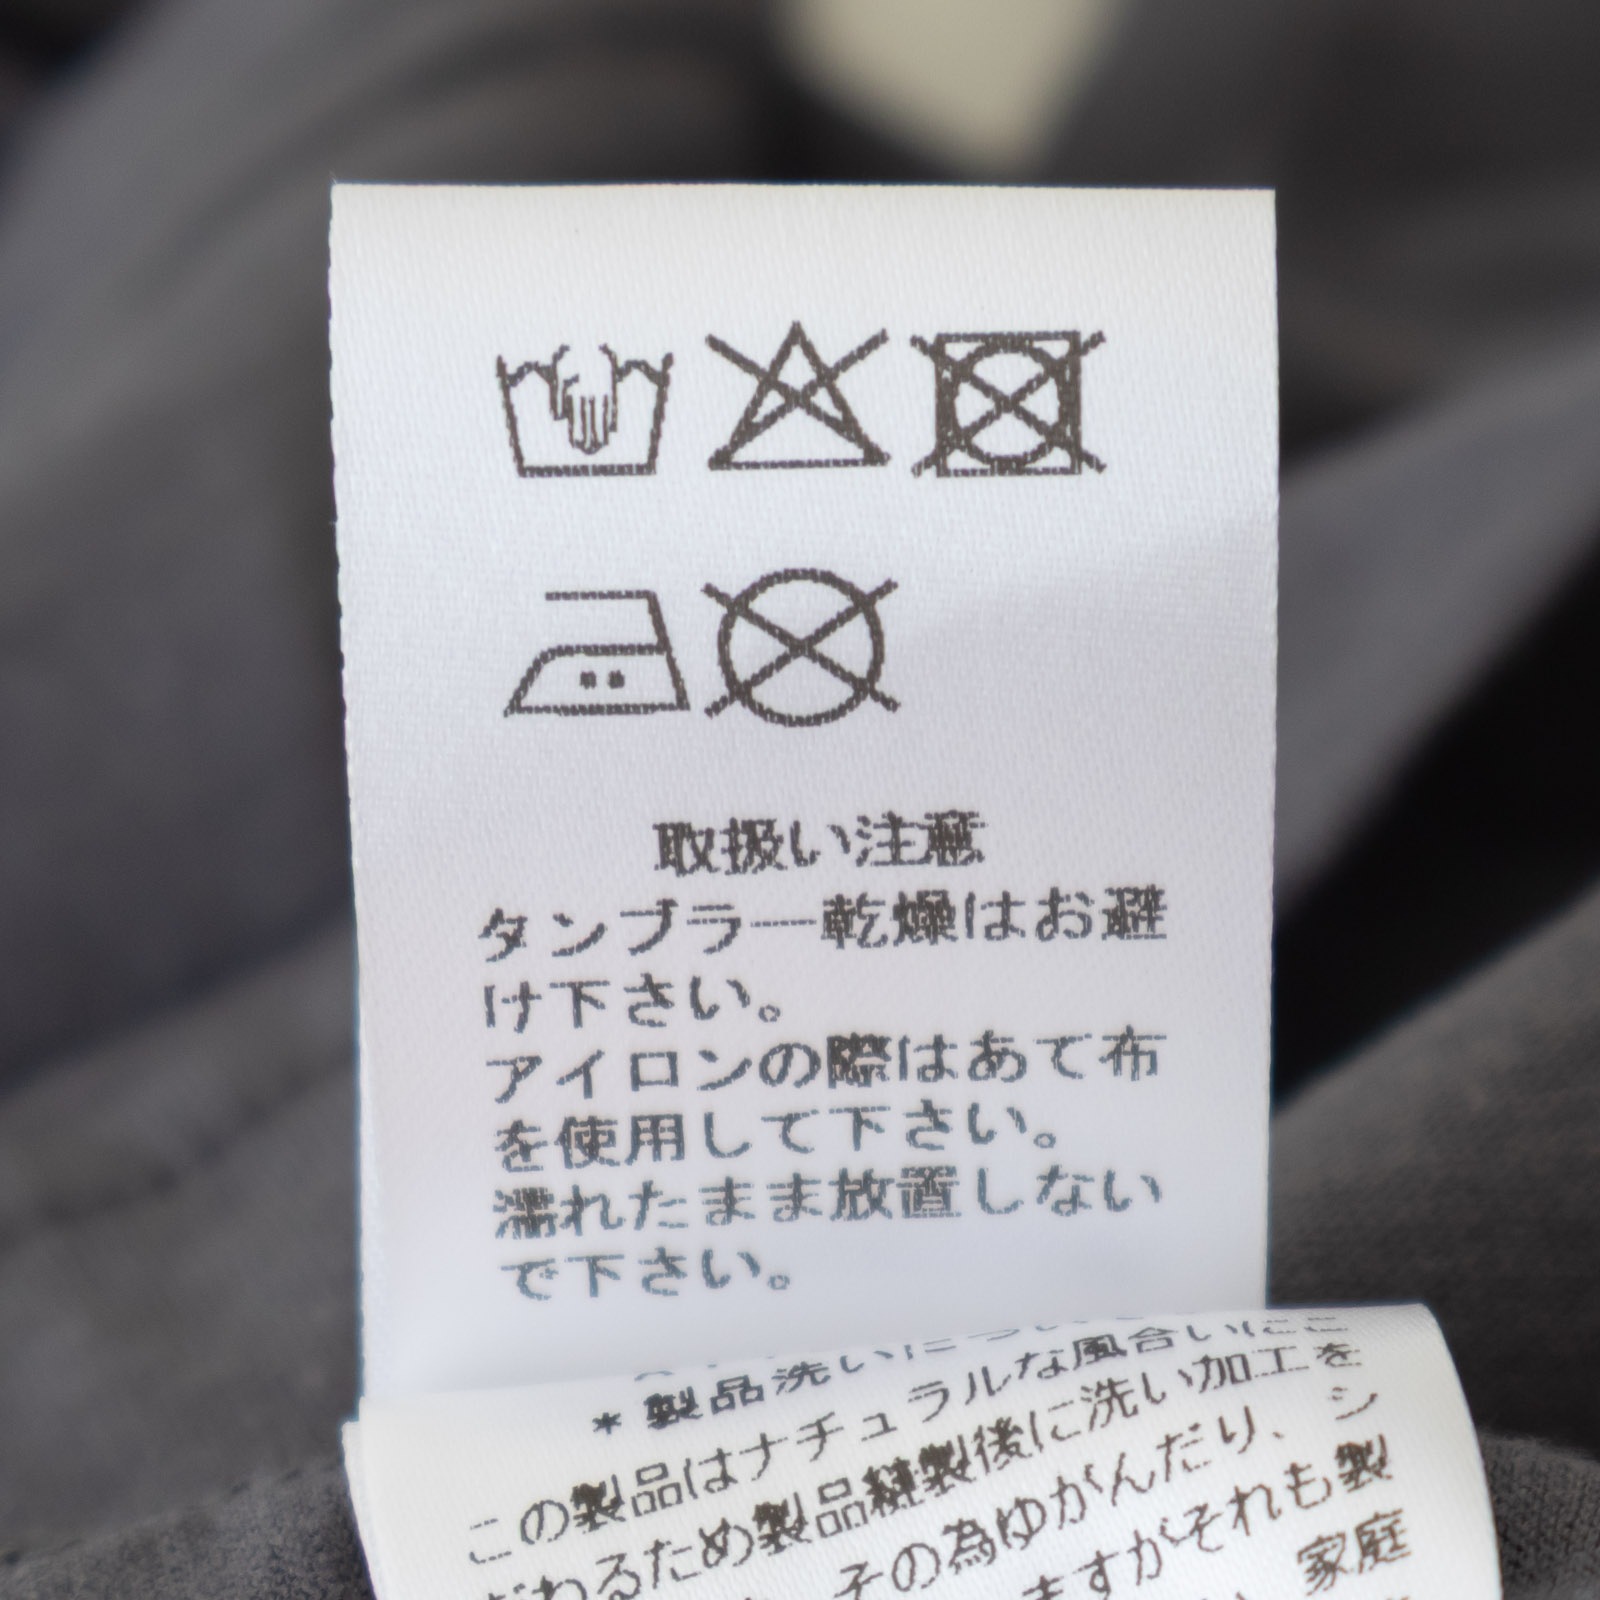 取扱い注意
タンブラー乾燥はお避
け下さい。
アイロンの際はあて布
を使用して下さい。
濡れたまま放置しない
で下さい。
*製品洗いについて
この製品はナチュラルな風合いにこ
だわるため製品縫製後に洗い加工を
その為ゆがんだり、シ
ますがそれも製
家庭